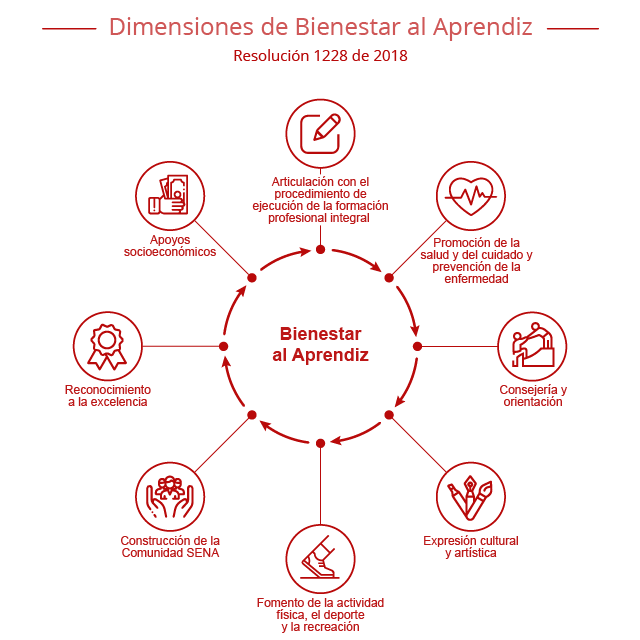 Dimensiones de Bienestar al Aprendiz
Resolución 1228 de 2018
Articulación con el
procedimiento de
ejecución de la formación
profesional integral
Apoyos
socioeconómicos
Promoción de la
salud y del cuidado y
prevención de la
enfermedad
Bienestar
al Aprendiz
Reconocimiento
a la excelencia
Consejería y
orientación
Construcción de la
Comunidad SENA
Expresión cultural
y artística
Fomento de la actividad
física, el deporte
y la recreación